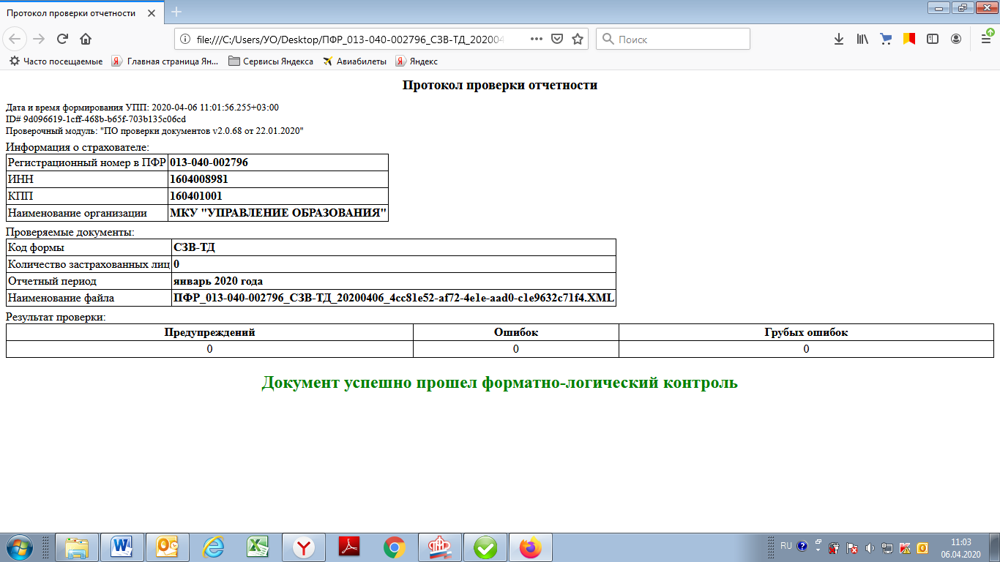 Протокол проверки отчетности
file:///C:/Users/УО/Desktop/ПФР_013-040-002796_СЗВ-ТД_202004
Поиск
Часто посещаемые
Главная страница Ян...
Сервисы Яндекса
Авиабилеты
Яндекс
Протокол проверки отчетности
Дата и время формирования УПП: 2020-04-06 11:01:56.255+03:00
ID# 9d096619-1cff-468b-b65f-703b135c06cd
Проверочный модуль: "ПО проверки документов v2.0.68 от 22.01.2020"
Информация о страхователе:
Регистрационный номер в ПФР 013-040-002796
ИНН 1604008981
КПП 160401001
Наименование организации МКУ "УПРАВЛЕНИЕ ОБРАЗОВАНИЯ"
Проверяемые документы:
Код формы СЗВ-ТД
Количество застрахованных лиц 0
Отчетный период январь 2020 года
Наименование файла ПФР_013-040-002796_СЗВ-ТД_20200406_4cc81e52-af72-4e1e-aad0-c1e9632c71f4.XML
Результат проверки:
Предупреждений Ошибок Грубых ошибок
0 0 0
Документ успешно прошел форматно-логический контроль
RU
11:03
06.04.2020